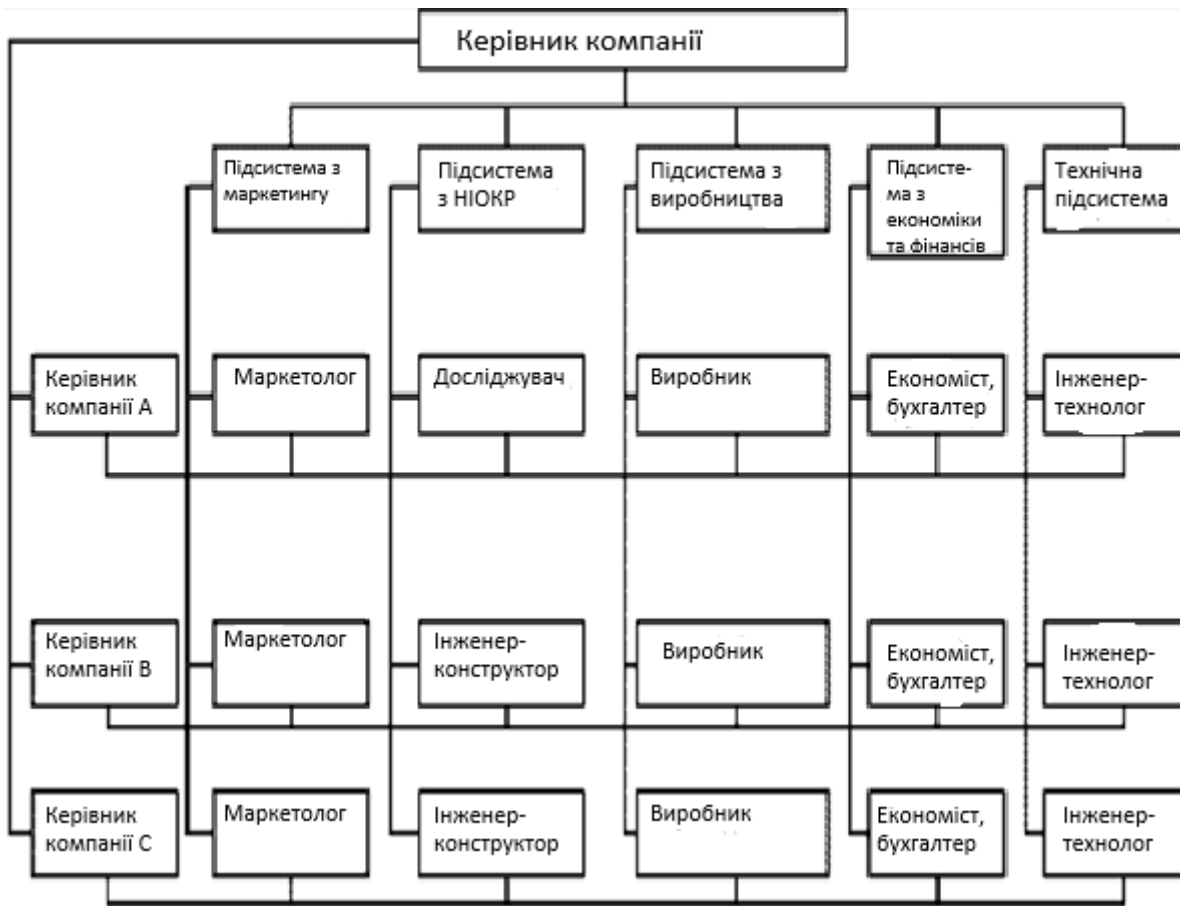 Керівник компанії
Підсистема з
маркетингу
Підсистема
з НІОКР
Підсистема з
виробництва
Підсисте-
ма з
економіки
та фінансів
Технічна
підсистема
Керівник
компанії А
Маркетолог
Досліджувач
Виробник
Економіст,
бухгалтер
Інженер-
технолог
Керівник
компанії В
Маркетолог
Інженер-
конструктор
Виробник
Економіст,
бухгалтер
Інженер-
технолог
Керівник
компанії С
Маркетолог
Інженер-
конструктор
Виробник
Економіст,
бухгалтер
Інженер-
технолог